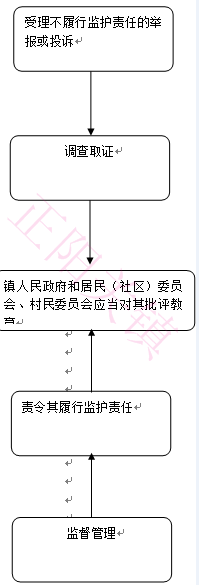 受理不履行监护责任的举
报或投诉
调查取证
镇人民政府和居民（社区）委员
会、村民委员会应当对其批评教
育
责令其履行监护责任
监督管理